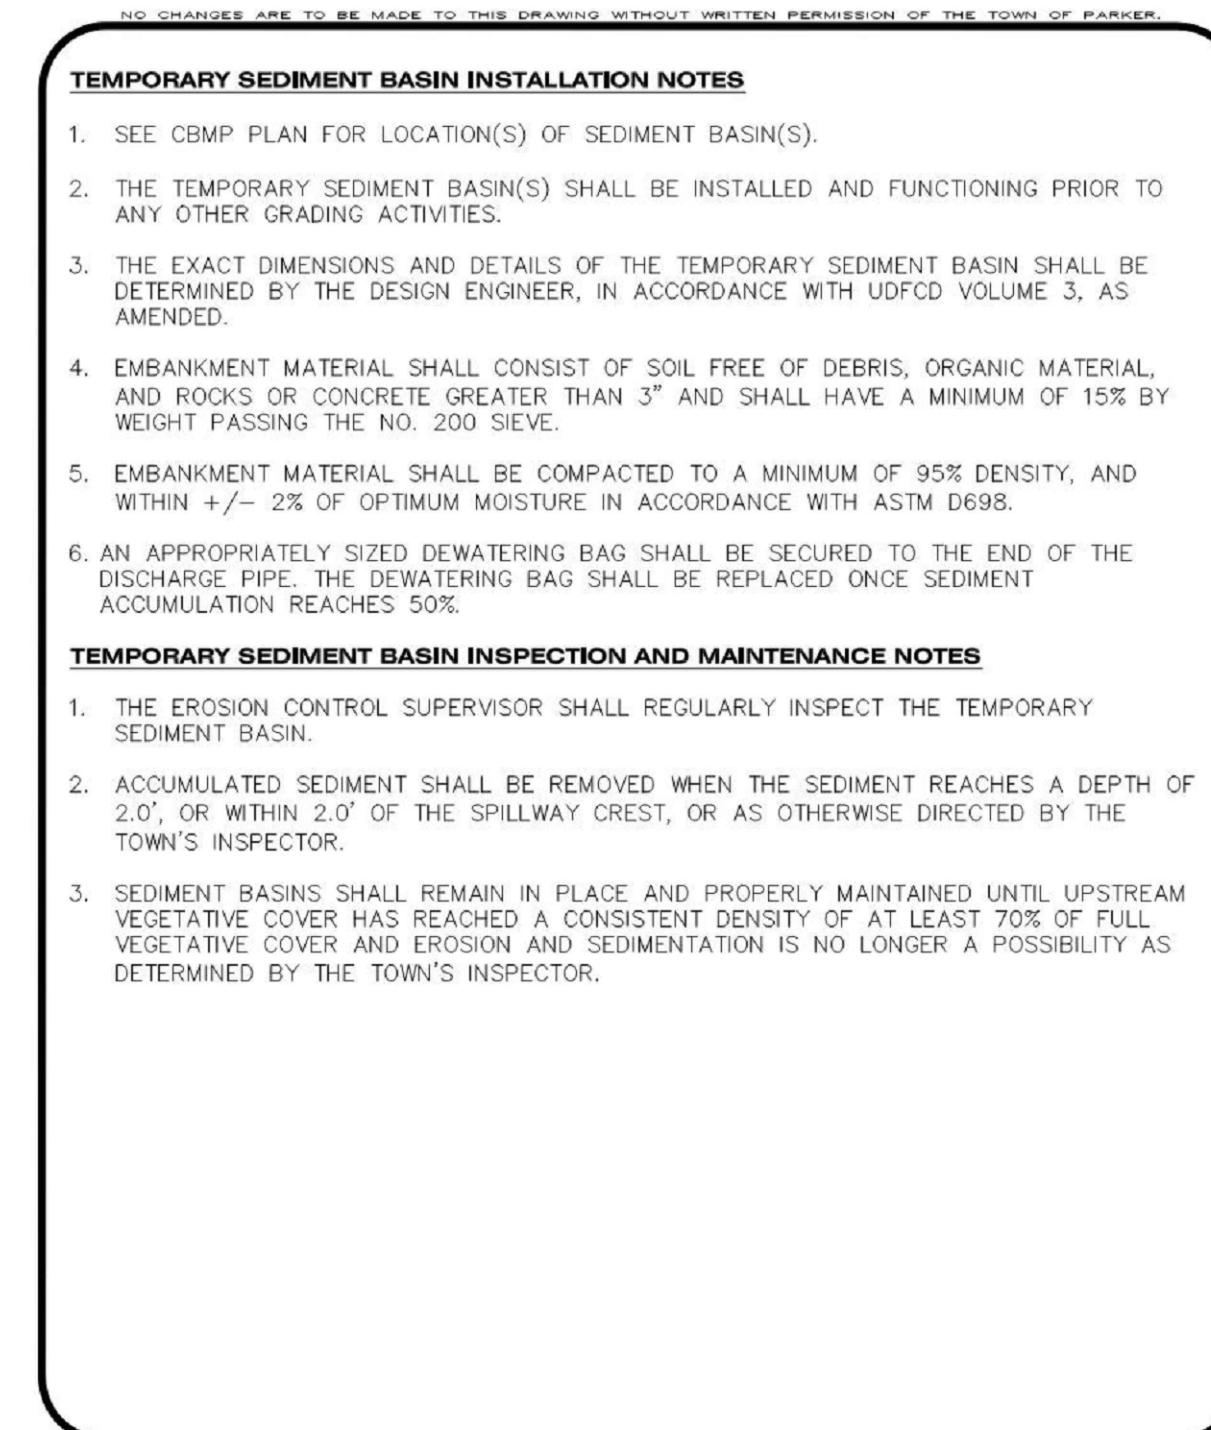 NO CHANGES ARE TO BE MADE TO THIS DRAWING WITHOUT WRITTEN PERMISSION OF THE TOWN OF PARKER.
TEMPORARY SEDIMENT BASIN INSTALLATION NOTES
1. SEE CBMP PLAN FOR LOCATION(S) OF SEDIMENT BASIN(S).
2. THE TEMPORARY SEDIMENT BASIN(S) SHALL BE INSTALLED AND FUNCTIONING PRIOR TO
ANY OTHER GRADING ACTIVITIES.
3. THE EXACT DIMENSIONS AND DETAILS OF THE TEMPORARY SEDIMENT BASIN SHALL BE
DETERMINED BY THE DESIGN ENGINEER, IN ACCORDANCE WITH UDFCD VOLUME 3, AS
AMENDED.
4. EMBANKMENT MATERIAL SHALL CONSIST OF SOIL FREE OF DEBRIS, ORGANIC MATERIAL,
AND ROCKS OR CONCRETE GREATER THAN 3" AND SHALL HAVE A MINIMUM OF 15% BY
WEIGHT PASSING THE NO. 200 SIEVE.
5. EMBANKMENT MATERIAL SHALL BE COMPACTED TO A MINIMUM OF 95% DENSITY, AND
WITHIN +/- 2% OF OPTIMUM MOISTURE IN ACCORDANCE WITH ASTM D698.
6. AN APPROPRIATELY SIZED DEWATERING BAG SHALL BE SECURED TO THE END OF THE
DISCHARGE PIPE. THE DEWATERING BAG SHALL BE REPLACED ONCE SEDIMENT
ACCUMULATION REACHES 50%.
TEMPORARY SEDIMENT BASIN INSPECTION AND MAINTENANCE NOTES
1. THE EROSION CONTROL SUPERVISOR SHALL REGULARLY INSPECT THE TEMPORARY
SEDIMENT BASIN.
2. ACCUMULATED SEDIMENT SHALL BE REMOVED WHEN THE SEDIMENT REACHES A DEPTH OF
2.0', OR WITHIN 2.0' OF THE SPILLWAY CREST, OR AS OTHERWISE DIRECTED BY THE
TOWN'S INSPECTOR.
3. SEDIMENT BASINS SHALL REMAIN IN PLACE AND PROPERLY MAINTAINED UNTIL UPSTREAM
VEGETATIVE COVER HAS REACHED A CONSISTENT DENSITY OF AT LEAST 70% OF FULL
VEGETATIVE COVER AND EROSION AND SEDIMENTATION IS NO LONGER A POSSIBILITY AS
DETERMINED BY THE TOWN'S INSPECTOR.